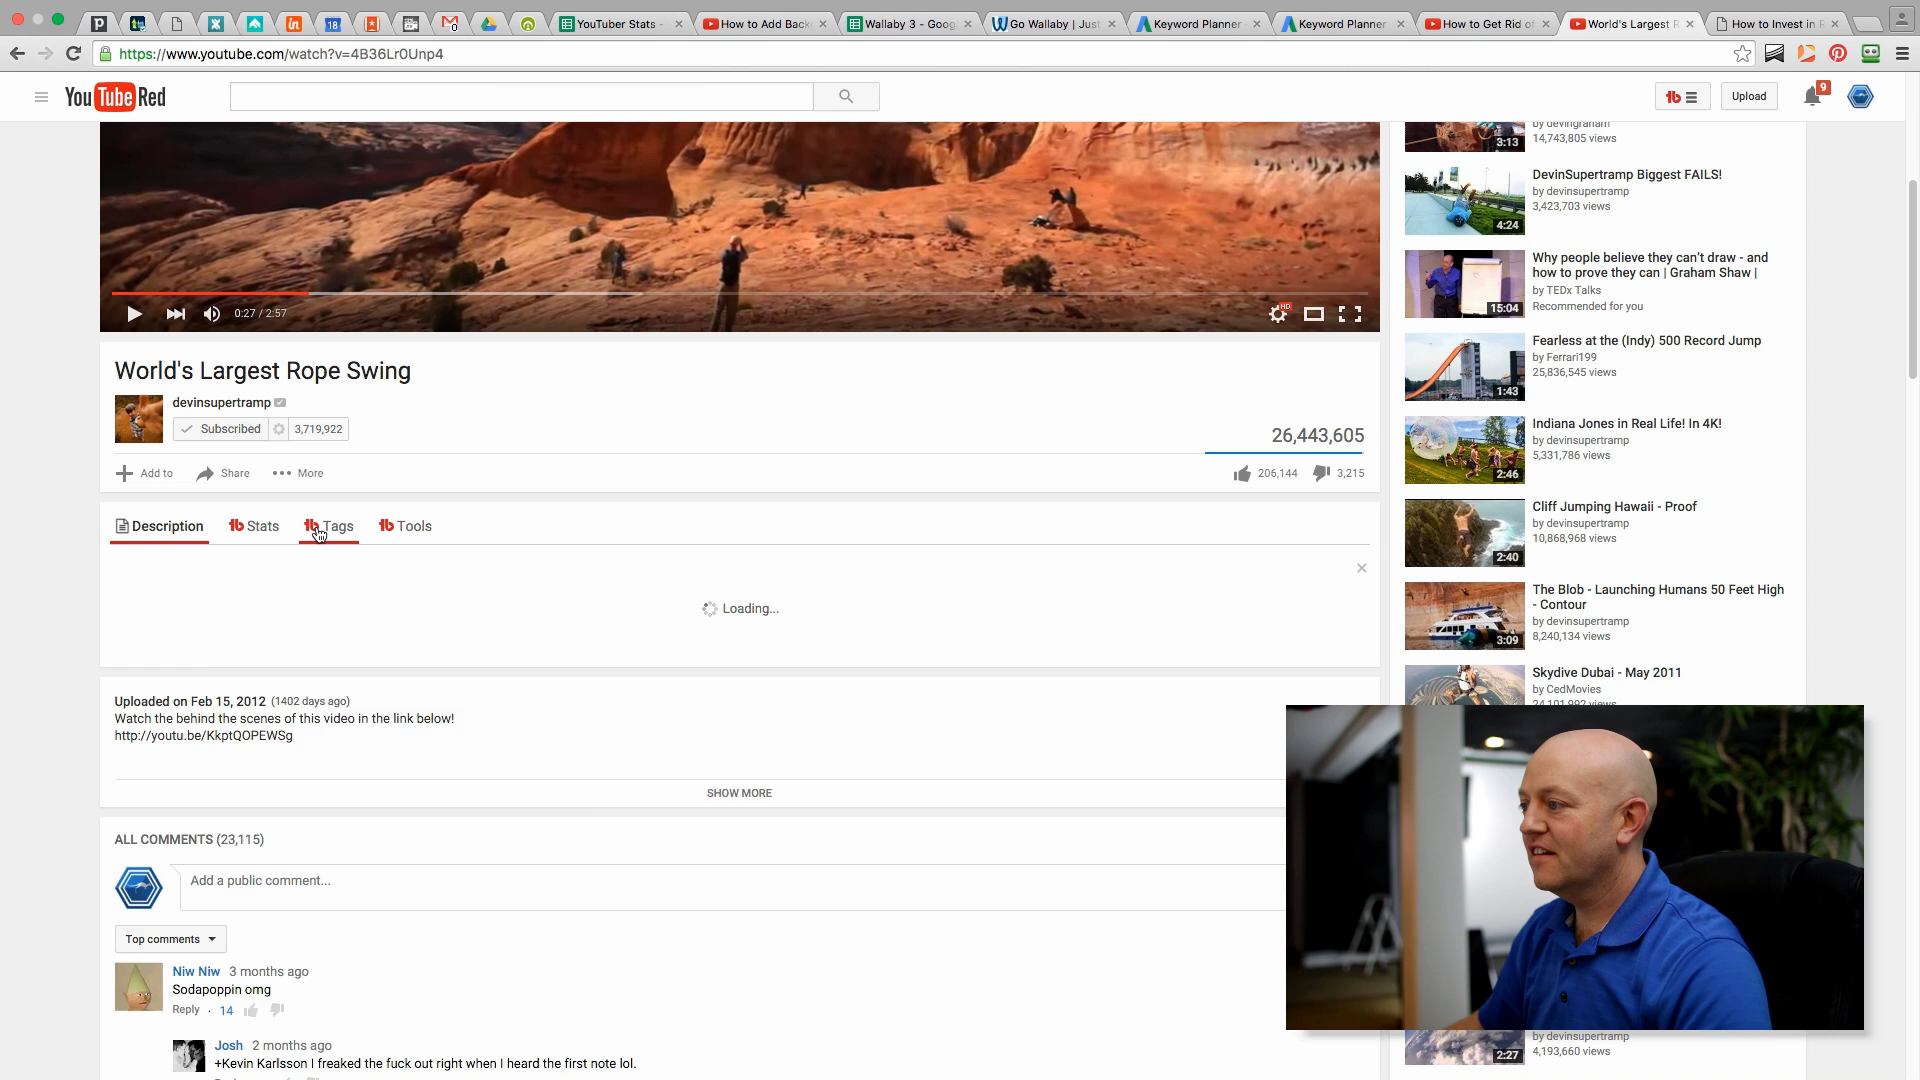 YouTuber Stats -
How to Add Back
Wallaby 3 - Goog
Go Wallaby | Just
Keyword Planner
Keyword Planner
How to Get Rid of
World's Largest R
How to Invest in R
18
0
https://www.youtube.com/watch?v=4B36Lr0Unp4
YouTube Red
Upload
9
0:27 / 2:57
HD
World's Largest Rope Swing
devinsupertramp
Subscribed
3,719,922
26,443,605
Add to
Share
More
206,144
3,215
Description
Stats
Tags
Tools
Loading...
Uploaded on Feb 15, 2012 (1402 days ago)
Watch the behind the scenes of this video in the link below!
http://youtu.be/KkptQOPEWSg
SHOW MORE
ALL COMMENTS (23,115)
Add a public comment...
Top comments
Niw Niw 3 months ago
Sodapoppin omg
Reply · 14
Josh 2 months ago
+Kevin Karlsson I freaked the fuck out right when I heard the first note lol.
by devingraham
14,743,805 views
3:13
DevinSupertramp Biggest FAILS!
by devinsupertramp
3,423,703 views
4:24
Why people believe they can't draw - and
how to prove they can | Graham Shaw |
by TEDx Talks
Recommended for you
15:04
Fearless at the (Indy) 500 Record Jump
by Ferrari199
25,836,545 views
1:43
Indiana Jones in Real Life! In 4K!
by devinsupertramp
5,331,786 views
2:46
Cliff Jumping Hawaii - Proof
by devinsupertramp
10,868,968 views
2:40
The Blob - Launching Humans 50 Feet High
- Contour
by devinsupertramp
8,240,134 views
3:09
Skydive Dubai - May 2011
by CedMovies
24,101,992 views
by devinsupertramp
4,193,660 views
2:27